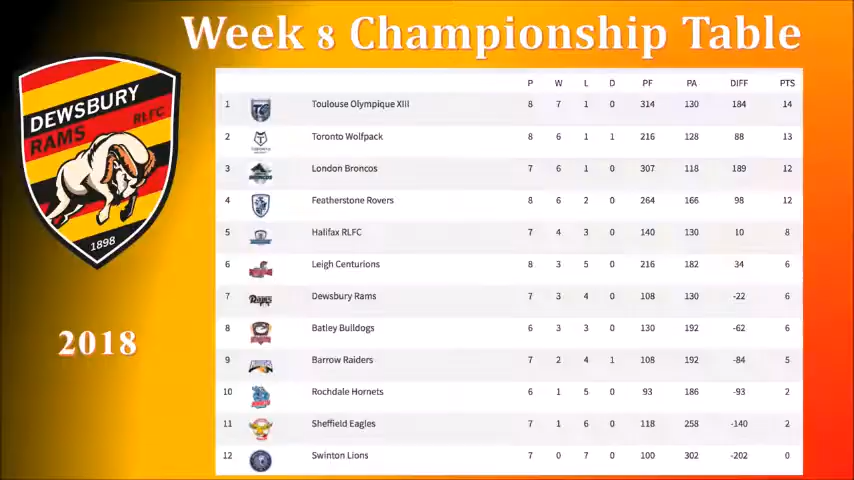 Week 8 Championship Table
DEWSBURY
RAMS RLFC
1898
2018
P W L D PF PA DIFF PTS
1 Toulouse Olympique XIII 8 7 1 0 314 130 184 14
2 Toronto Wolfpack 8 6 1 1 216 128 88 13
3 London Broncos 7 6 1 0 307 118 189 12
4 Featherstone Rovers 8 6 2 0 264 166 98 12
5 Halifax RLFC 7 4 3 0 140 130 10 8
6 Leigh Centurions 8 3 5 0 216 182 34 6
7 Dewsbury Rams 7 3 4 0 108 130 -22 6
8 Batley Bulldogs 6 3 3 0 130 192 -62 6
9 Barrow Raiders 7 2 4 1 108 192 -84 5
10 Rochdale Hornets 6 1 5 0 93 186 -93 2
11 Sheffield Eagles 7 1 6 0 118 258 -140 2
12 Swinton Lions 7 0 7 0 100 302 -202 0